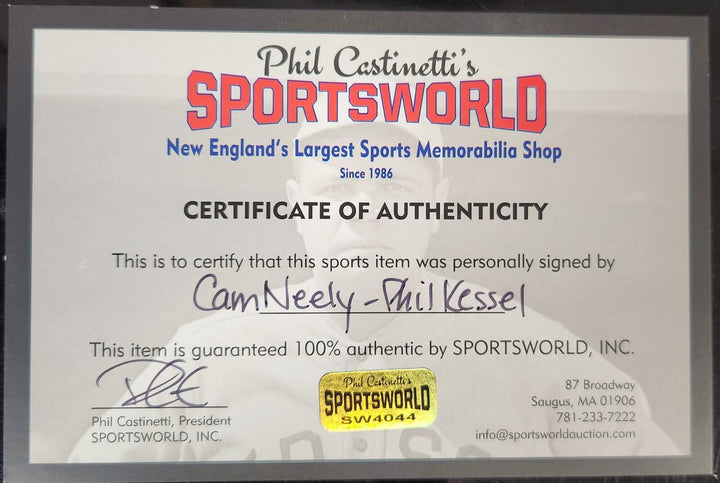 Phil Castinetti's
SPORTSWORLD
New England's Largest Sports Memorabilia Shop
Since 1986
CERTIFICATE OF AUTHENTICITY
This is to certify that this sports item was personally signed by
Cam Neely - Phil Kessel
This item is guaranteed 100% authentic by SPORTSWORLD, INC.
Phil Castinetti, President
SPORTSWORLD, INC.
Phil Castinetti's
SPORTSWORLD
SW4044
87 Broadway
Saugus, MA 01906
781-233-7222
info@sportsworldauction.com